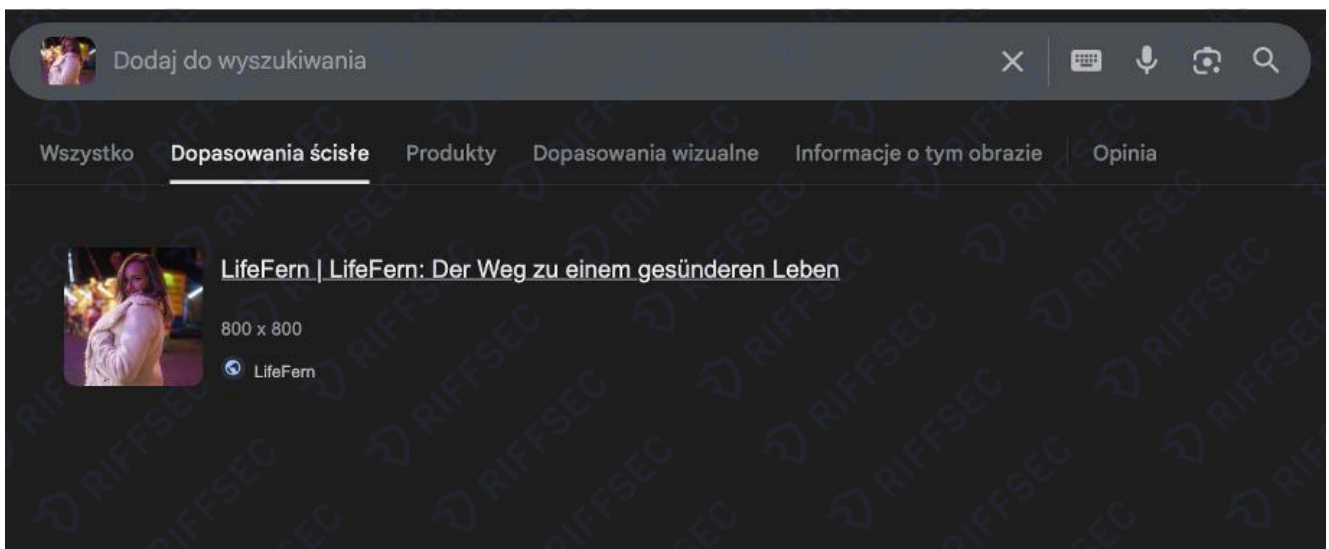 Dodaj do wyszukiwania
Wszystko Dopasowania ścisłe Produkty Dopasowania wizualne Informacje o tym obrazie Opinia
LifeFern | LifeFern: Der Weg zu einem gesünderen Leben
800 x 800
LifeFern
RIFFSEC